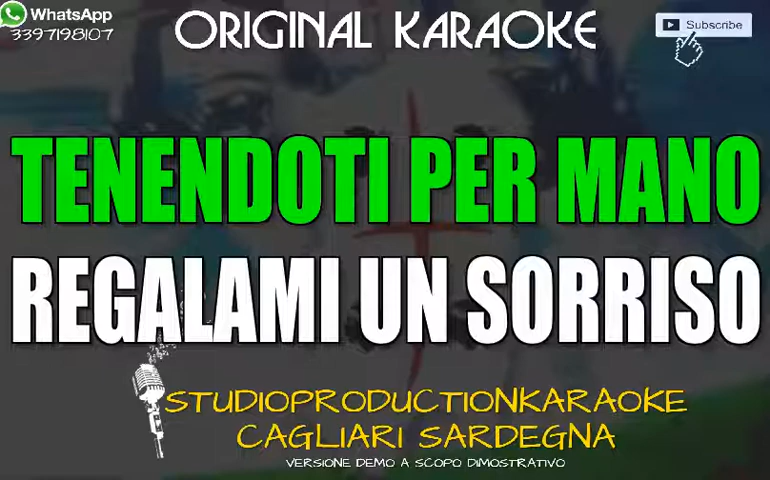 WhatsApp
3397198107
ORIGINAL KARAOKE
Subscribe
TENENDOTI PER MANO
REGALAMI UN SORRISO
STUDIOPRODUCTIONKARAOKE
CAGLIARI SARDEGNA
VERSIONE DEMO A SCOPO DIMOSTRATIVO